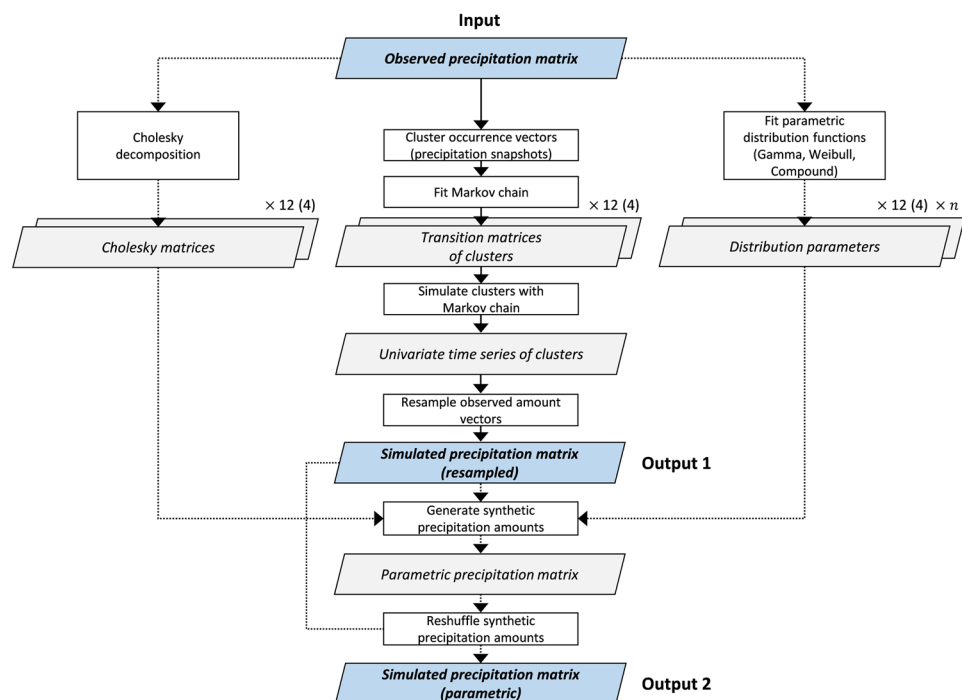 Input
Observed precipitation matrix
Cholesky
decomposition
Cluster occurrence vectors
(precipitation snapshots)
Fit parametric
distribution functions
(Gamma, Weibull,
Compound)
Fit Markov chain
× 12 (4)
× 12 (4)
× 12 (4) × n
Cholesky matrices
Transition matrices
of clusters
Distribution parameters
Simulate clusters with
Markov chain
Univariate time series of clusters
Resample observed amount
vectors
Simulated precipitation matrix
(resampled)
Output 1
Generate synthetic
precipitation amounts
Parametric precipitation matrix
Reshuffle synthetic
precipitation amounts
Simulated precipitation matrix
(parametric)
Output 2